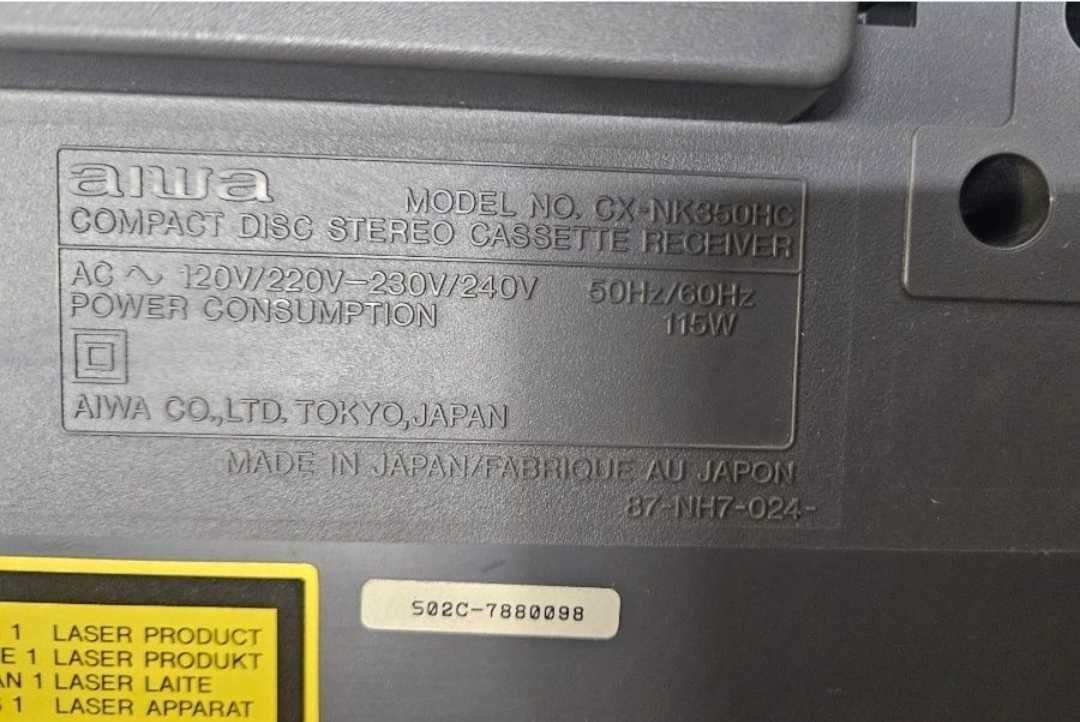 aiwa
MODEL NO. CX-NK350HC
COMPACT DISC STEREO CASSETTE RECEIVER
AC ~ 120V/220V–230V/240V 50Hz/60Hz
POWER CONSUMPTION 115W
AIWA CO.,LTD. TOKYO,JAPAN
MADE IN JAPAN/FABRIQUE AU JAPON
87-NH7-024-
S02C-7880098
1 LASER PRODUCT
E 1 LASER PRODUKT
AN 1 LASER LAITE
S 1 LASER APPARAT